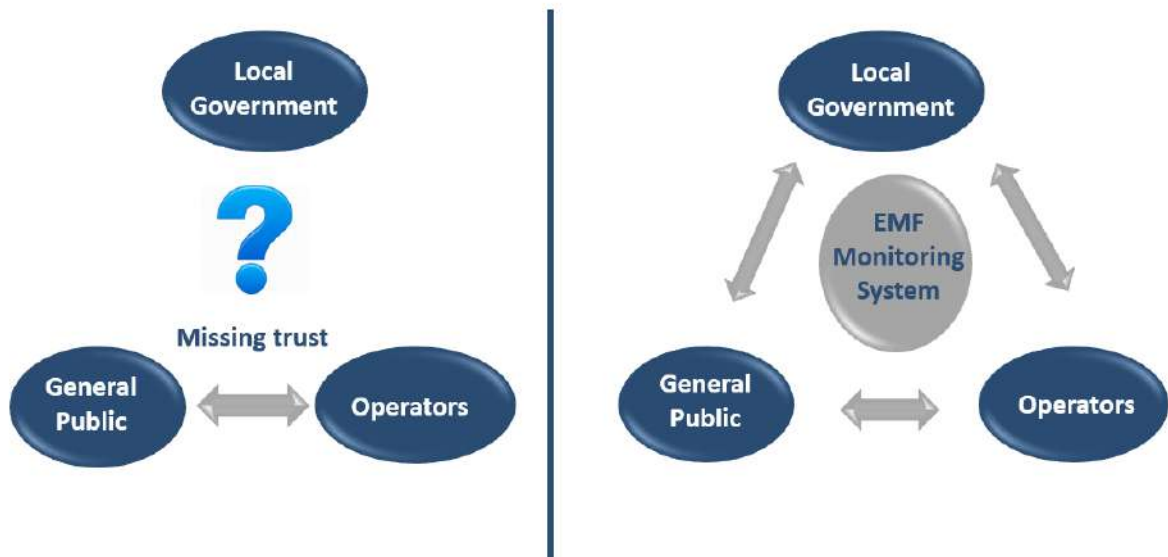 Local
Government
?
Missing trust
General
Public
Operators
Local
Government
EMF
Monitoring
System
General
Public
Operators